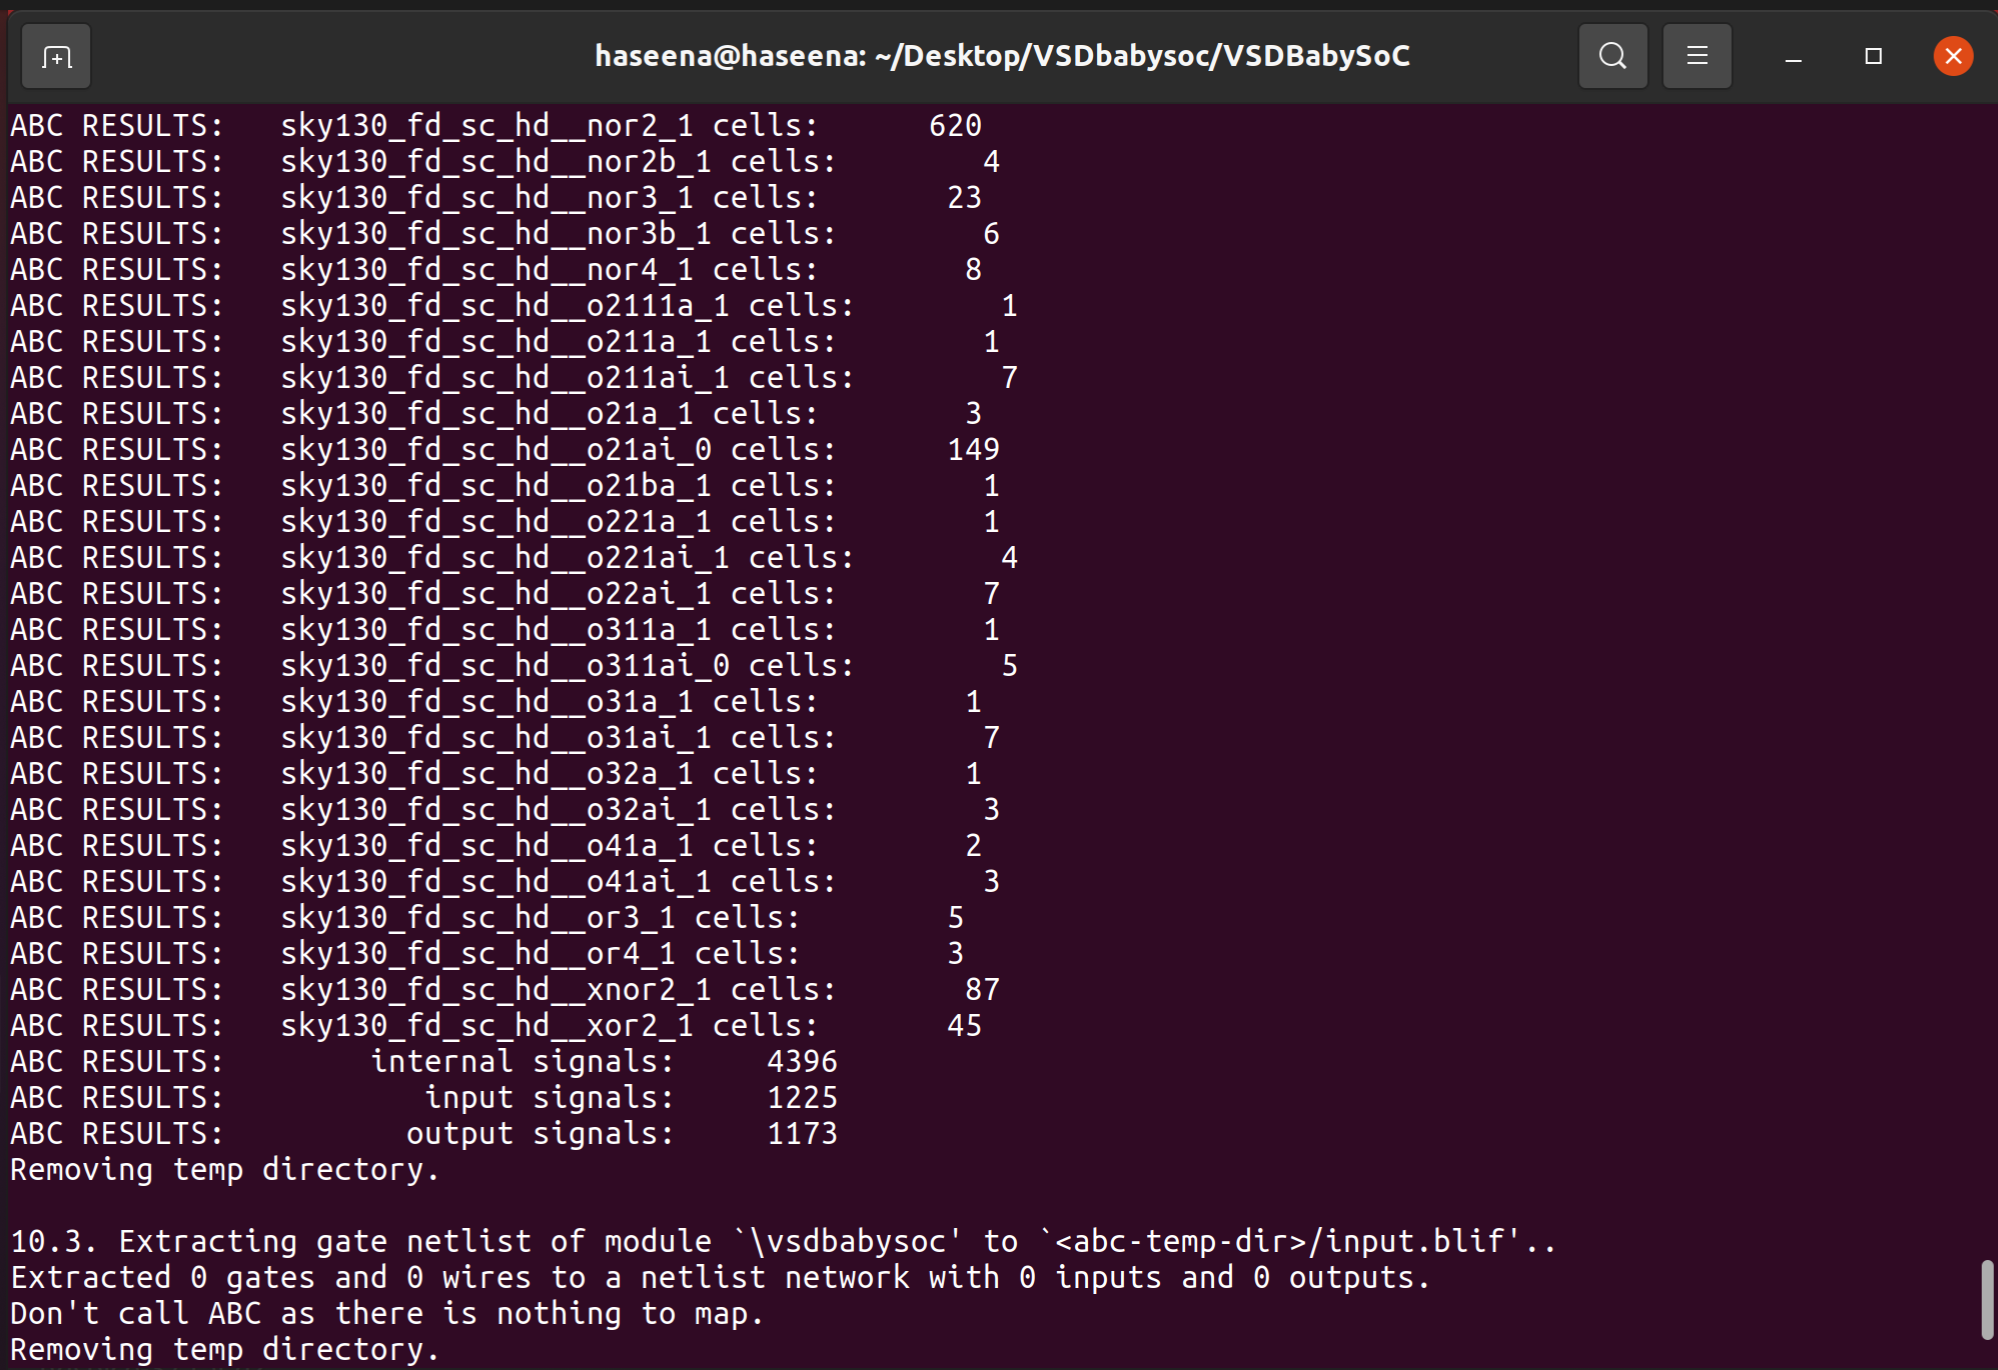 haseena@haseena: ~/Desktop/VSDbabysoc/VSDBabySoC
ABC RESULTS:   sky130_fd_sc_hd__nor2_1 cells:      620
ABC RESULTS:   sky130_fd_sc_hd__nor2b_1 cells:        4
ABC RESULTS:   sky130_fd_sc_hd__nor3_1 cells:       23
ABC RESULTS:   sky130_fd_sc_hd__nor3b_1 cells:        6
ABC RESULTS:   sky130_fd_sc_hd__nor4_1 cells:        8
ABC RESULTS:   sky130_fd_sc_hd__o2111a_1 cells:        1
ABC RESULTS:   sky130_fd_sc_hd__o211a_1 cells:        1
ABC RESULTS:   sky130_fd_sc_hd__o211ai_1 cells:        7
ABC RESULTS:   sky130_fd_sc_hd__o21a_1 cells:        3
ABC RESULTS:   sky130_fd_sc_hd__o21ai_0 cells:      149
ABC RESULTS:   sky130_fd_sc_hd__o21ba_1 cells:        1
ABC RESULTS:   sky130_fd_sc_hd__o221a_1 cells:        1
ABC RESULTS:   sky130_fd_sc_hd__o221ai_1 cells:        4
ABC RESULTS:   sky130_fd_sc_hd__o22ai_1 cells:        7
ABC RESULTS:   sky130_fd_sc_hd__o311a_1 cells:        1
ABC RESULTS:   sky130_fd_sc_hd__o311ai_0 cells:        5
ABC RESULTS:   sky130_fd_sc_hd__o31a_1 cells:        1
ABC RESULTS:   sky130_fd_sc_hd__o31ai_1 cells:        7
ABC RESULTS:   sky130_fd_sc_hd__o32a_1 cells:        1
ABC RESULTS:   sky130_fd_sc_hd__o32ai_1 cells:        3
ABC RESULTS:   sky130_fd_sc_hd__o41a_1 cells:        2
ABC RESULTS:   sky130_fd_sc_hd__o41ai_1 cells:        3
ABC RESULTS:   sky130_fd_sc_hd__or3_1 cells:        5
ABC RESULTS:   sky130_fd_sc_hd__or4_1 cells:        3
ABC RESULTS:   sky130_fd_sc_hd__xnor2_1 cells:       87
ABC RESULTS:   sky130_fd_sc_hd__xor2_1 cells:       45
ABC RESULTS:        internal signals:     4396
ABC RESULTS:           input signals:     1225
ABC RESULTS:          output signals:     1173
Removing temp directory.

10.3. Extracting gate netlist of module `\vsdbabysoc' to `<abc-temp-dir>/input.blif'..
Extracted 0 gates and 0 wires to a netlist network with 0 inputs and 0 outputs.
Don't call ABC as there is nothing to map.
Removing temp directory.